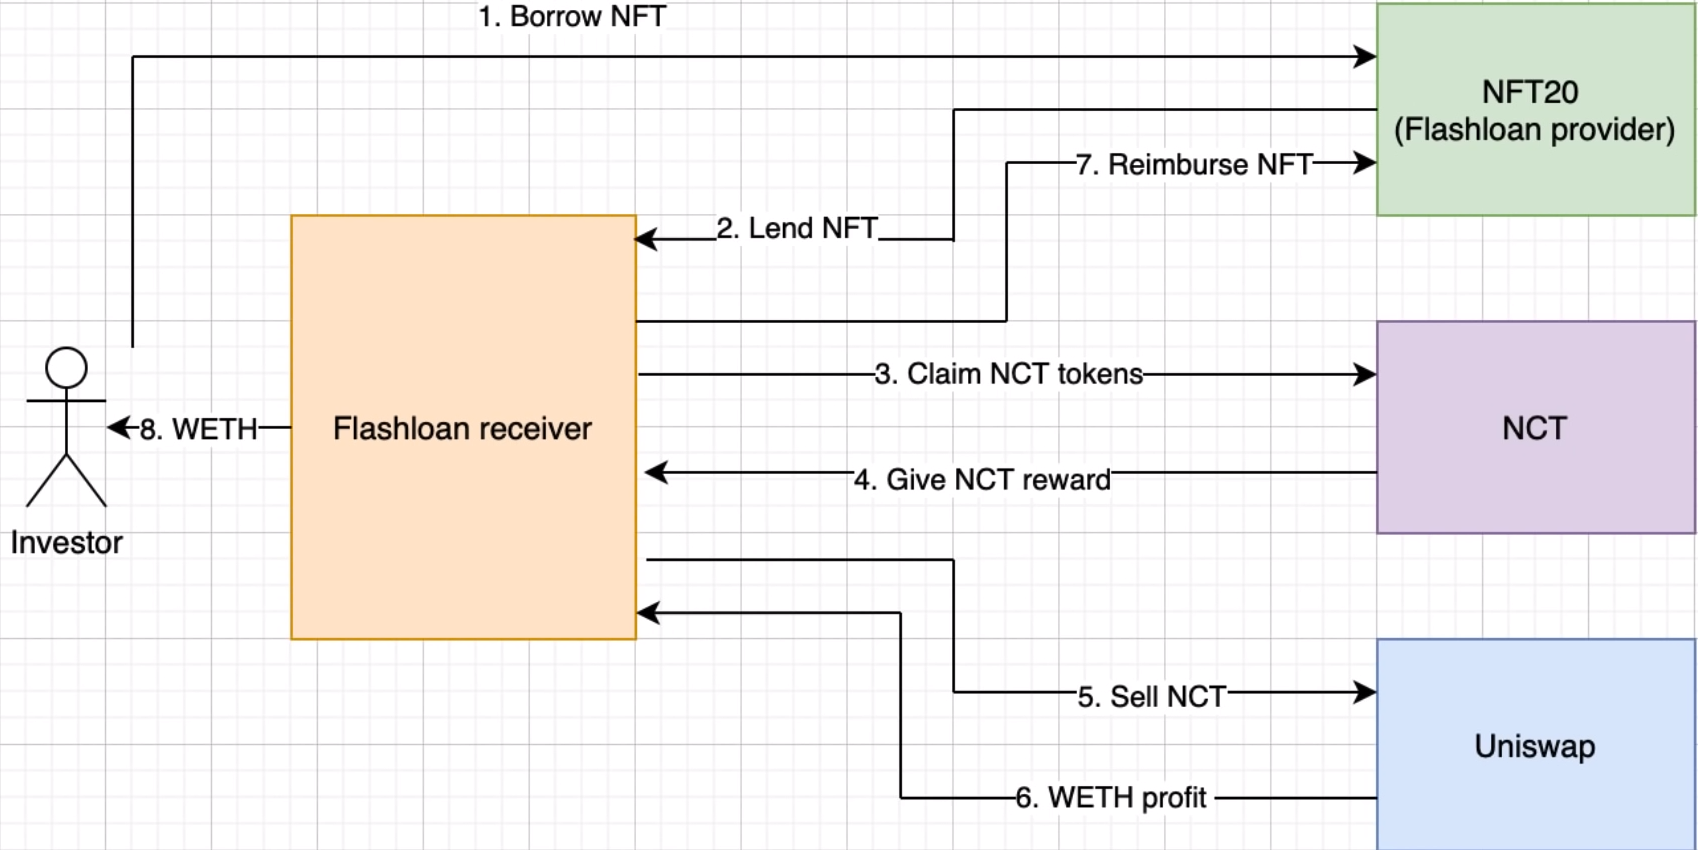 1. Borrow NFT
NFT20
(Flashloan provider)
7. Reimburse NFT
2. Lend NFT
3. Claim NCT tokens
Flashloan receiver
NCT
8. WETH
4. Give NCT reward
Investor
5. Sell NCT
Uniswap
6. WETH profit